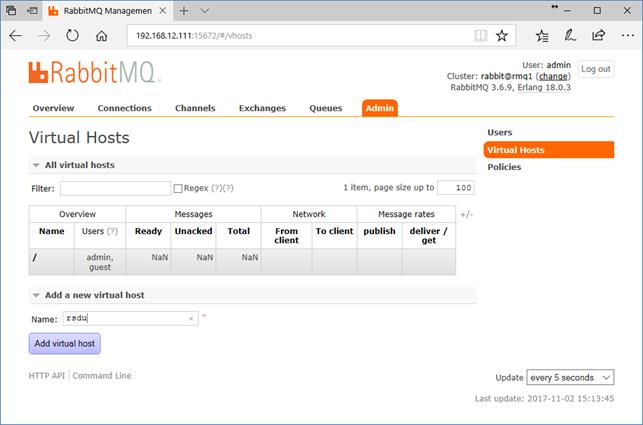 RabbitMQ Management
192.168.12.111:15672/#/vhosts
RabbitMQ
User: admin
Cluster: rabbit@rmq1 (change)
RabbitMQ 3.6.9, Erlang 18.0.3
Log out
Overview Connections Channels Exchanges Queues Admin
Virtual Hosts
Users
Virtual Hosts
Policies
All virtual hosts
Filter: Regex (?)(?) 1 item, page size up to 100
Overview Messages Network Message rates +/-
Name Users (?) Ready Unacked Total From client To client publish deliver / get
/ admin, guest NaN NaN NaN
Add a new virtual host
Name: rsdu × *
Add virtual host
HTTP API Command Line
Update every 5 seconds
Last update: 2017-11-02 15:13:45